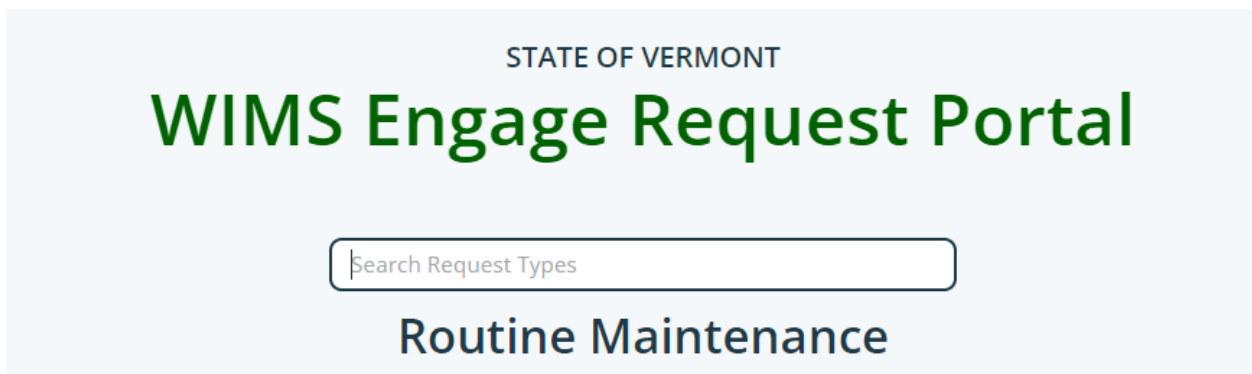 STATE OF VERMONT
WIMS Engage Request Portal
Search Request Types
Routine Maintenance